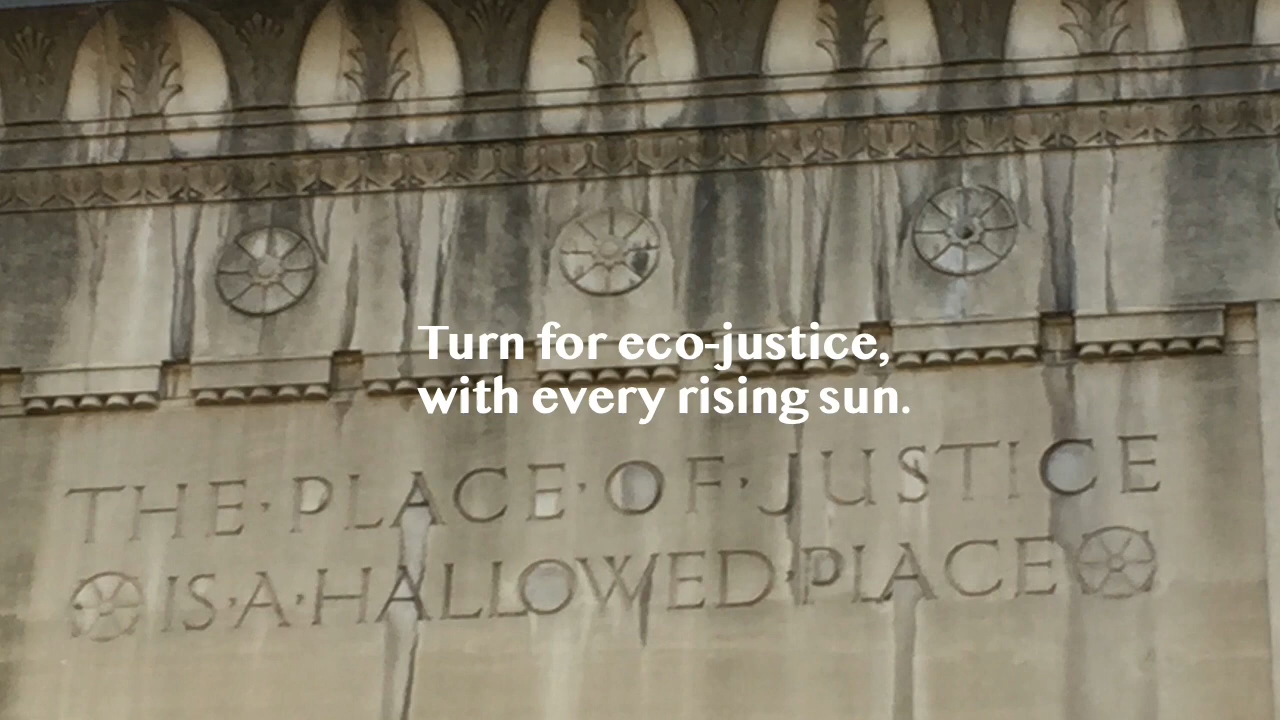 Turn for eco-justice,
with every rising sun.
THE·PLACE·OF·JUSTICE
IS·A·HALLOWED·PLACE